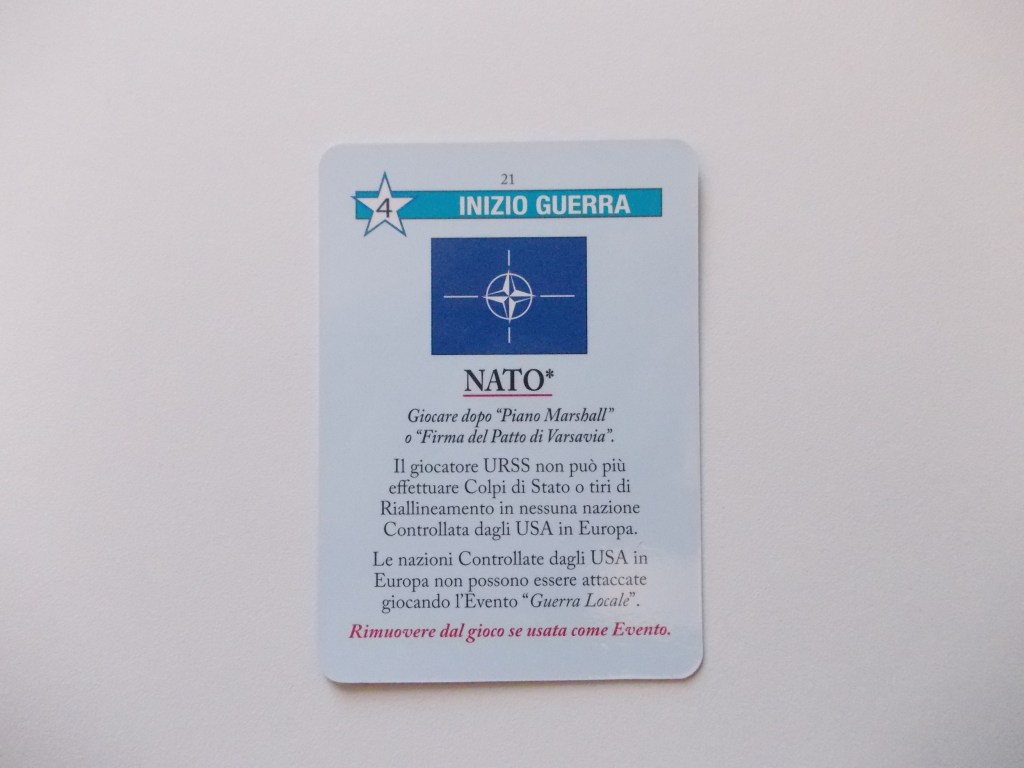 21
4 INIZIO GUERRA
NATO*
Giocare dopo “Piano Marshall”
o “Firma del Patto di Varsavia”.
Il giocatore URSS non può più
effettuare Colpi di Stato o tiri di
Riallineamento in nessuna nazione
Controllata dagli USA in Europa.
Le nazioni Controllate dagli USA in
Europa non possono essere attaccate
giocando l’Evento “Guerra Locale”.
Rimuovere dal gioco se usata come Evento.